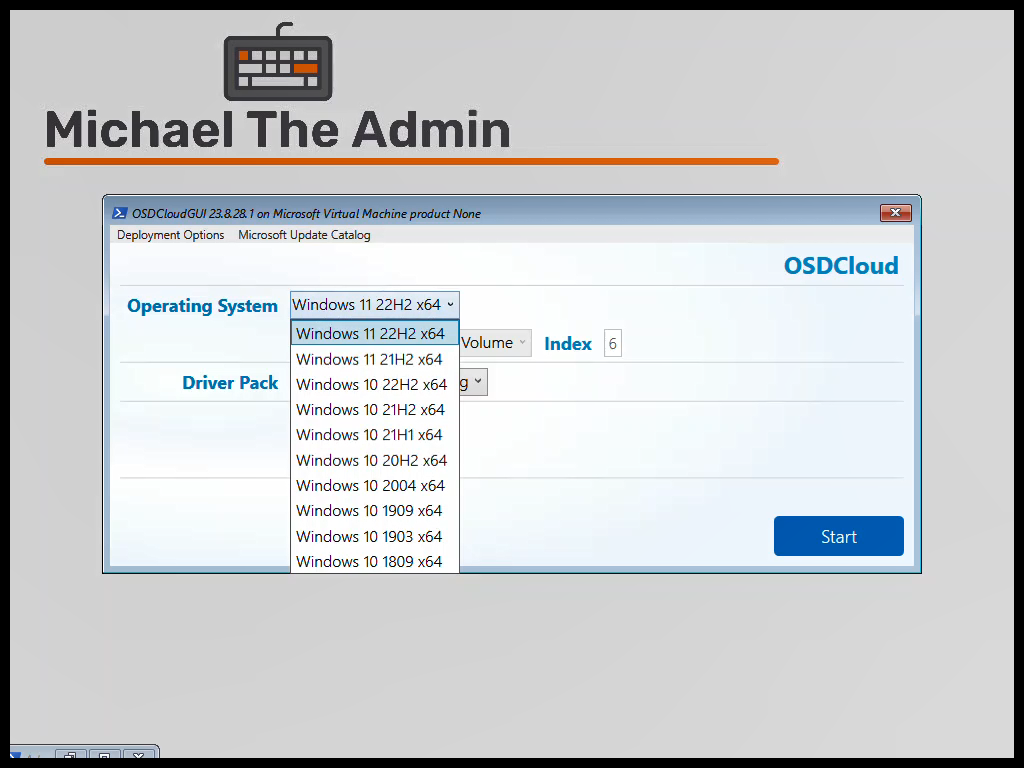 Michael The Admin
OSDCloudGUI 23.8.28.1 on Microsoft Virtual Machine product None
Deployment Options Microsoft Update Catalog
OSDCloud
Operating System Windows 11 22H2 x64
Windows 11 22H2 x64
Volume Index 6
Windows 11 21H2 x64
Driver Pack Windows 10 22H2 x64 g
Windows 10 21H2 x64
Windows 10 21H1 x64
Windows 10 20H2 x64
Windows 10 2004 x64
Windows 10 1909 x64
Windows 10 1903 x64
Start
Windows 10 1809 x64